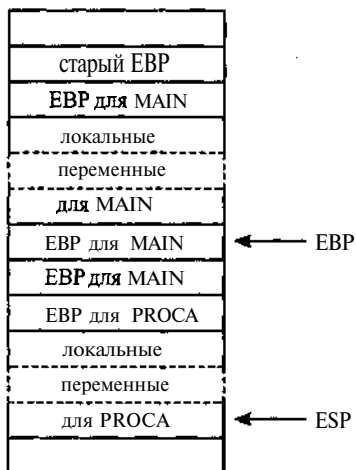 старый EBP
EBP для MAIN
локальные
переменные
для MAIN
EBP для MAIN
EBP
EBP для MAIN
EBP для PROCA
локальные
переменные
для PROCA
ESP